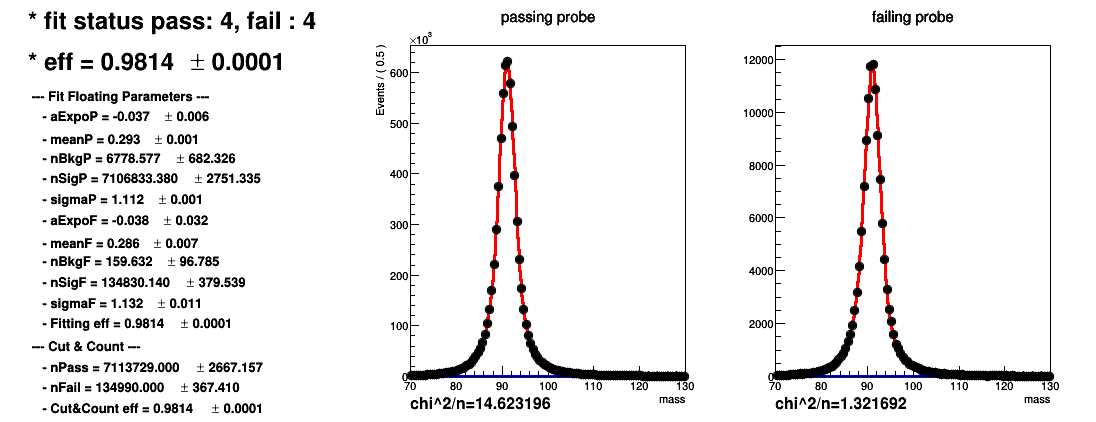 * fit status pass: 4, fail : 4
* eff = 0.9814 ± 0.0001
--- Fit Floating Parameters ---
- aExpoP = -0.037 ± 0.006
- meanP = 0.293 ± 0.001
- nBkgP = 6778.577 ± 682.326
- nSigP = 7106833.380 ± 2751.335
- sigmaP = 1.112 ± 0.001
- aExpoF = -0.038 ± 0.032
- meanF = 0.286 ± 0.007
- nBkgF = 159.632 ± 96.785
- nSigF = 134830.140 ± 379.539
- sigmaF = 1.132 ± 0.011
- Fitting eff = 0.9814 ± 0.0001
--- Cut & Count ---
- nPass = 7113729.000 ± 2667.157
- nFail = 134990.000 ± 367.410
- Cut&Count eff = 0.9814 ± 0.0001
passing probe
×10³
Events / ( 0.5 )
600
500
400
300
200
100
0
70 80 90 100 110 120 130
mass
chi^2/n=14.623196
failing probe
12000
10000
8000
6000
4000
2000
0
70 80 90 100 110 120 130
mass
chi^2/n=1.321692